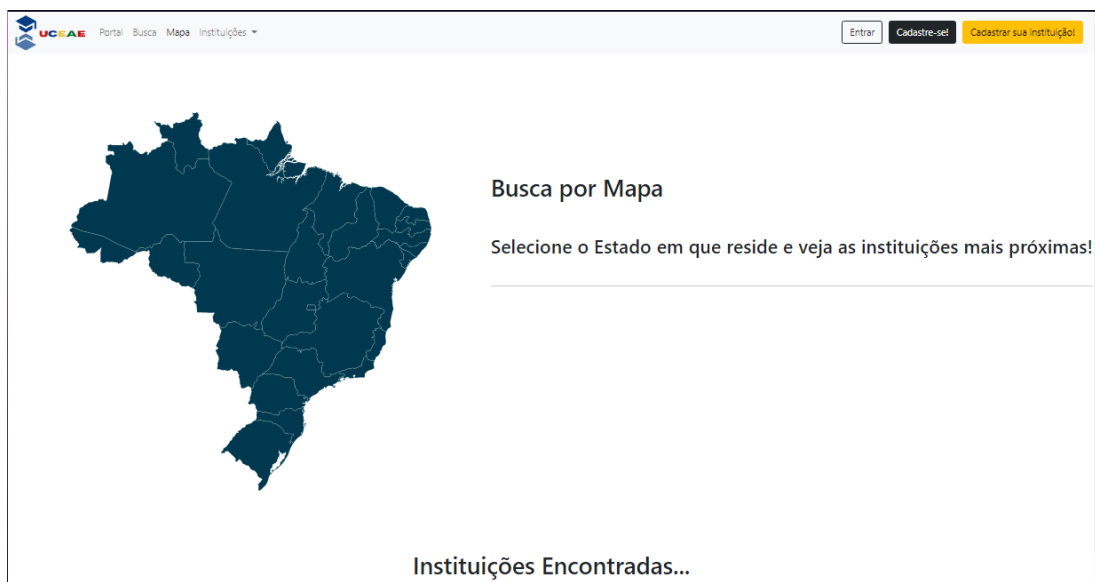 UCEAE Portal Busca Mapa Instituições Entrar Cadastre-se! Cadastrar sua instituição!
Busca por Mapa
Selecione o Estado em que reside e veja as instituições mais próximas!
Instituições Encontradas...